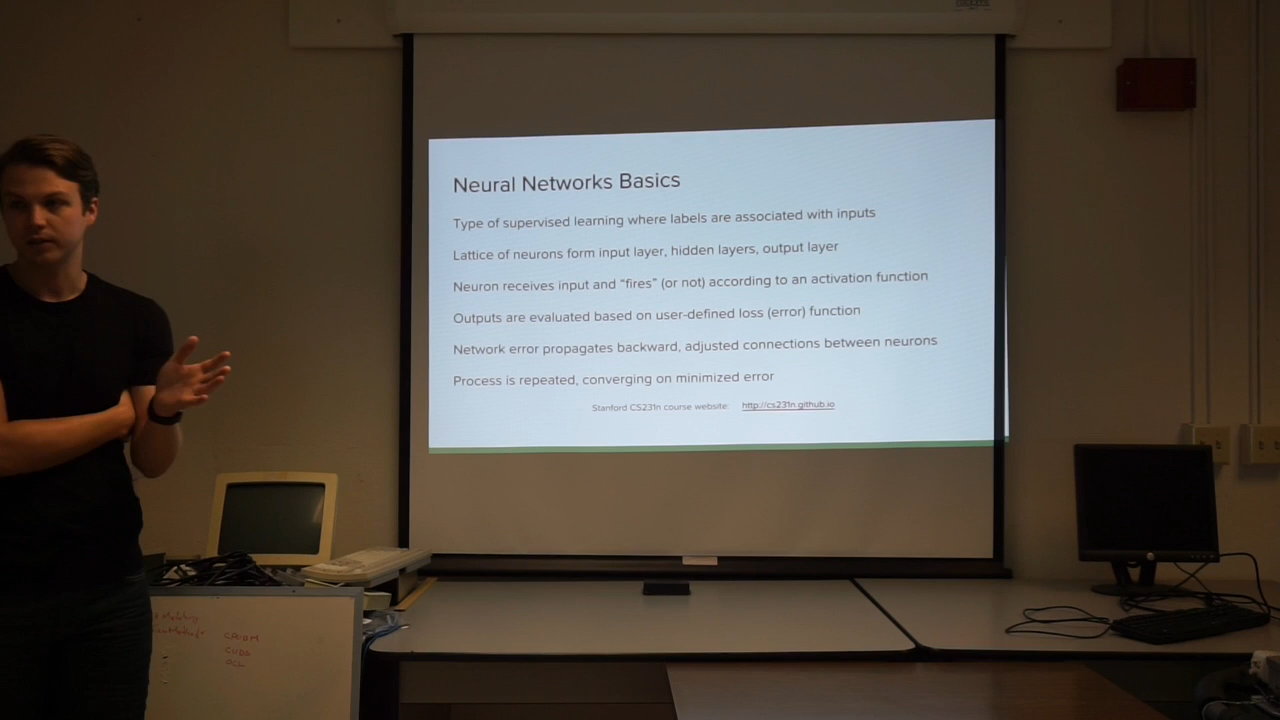 Neural Networks Basics
Type of supervised learning where labels are associated with inputs
Lattice of neurons form input layer, hidden layers, output layer
Neuron receives input and “fires” (or not) according to an activation function
Outputs are evaluated based on user-defined loss (error) function
Network error propagates backward, adjusted connections between neurons
Process is repeated, converging on minimized error
Stanford CS231n course website http://cs231n.github.io
CUDA
OCL